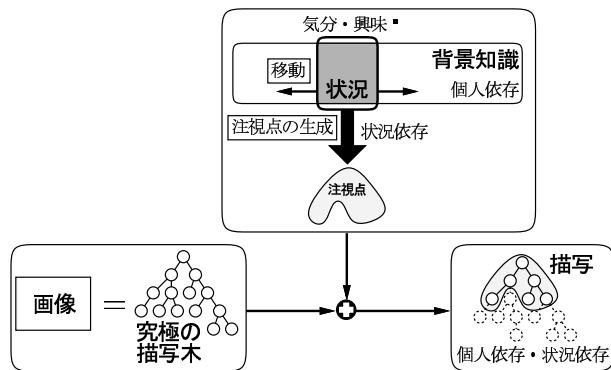 気分・興味・
背景知識
移動
状況
個人依存
注視点の生成
状況依存
注視点
画像
究極の
描写木
描写
個人依存・状況依存